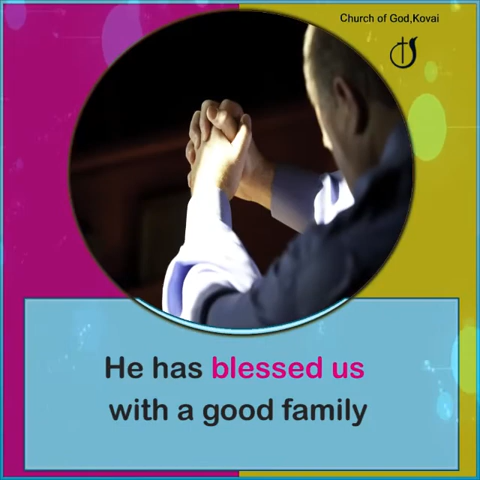 Church of God,Kovai
He has blessed us
with a good family